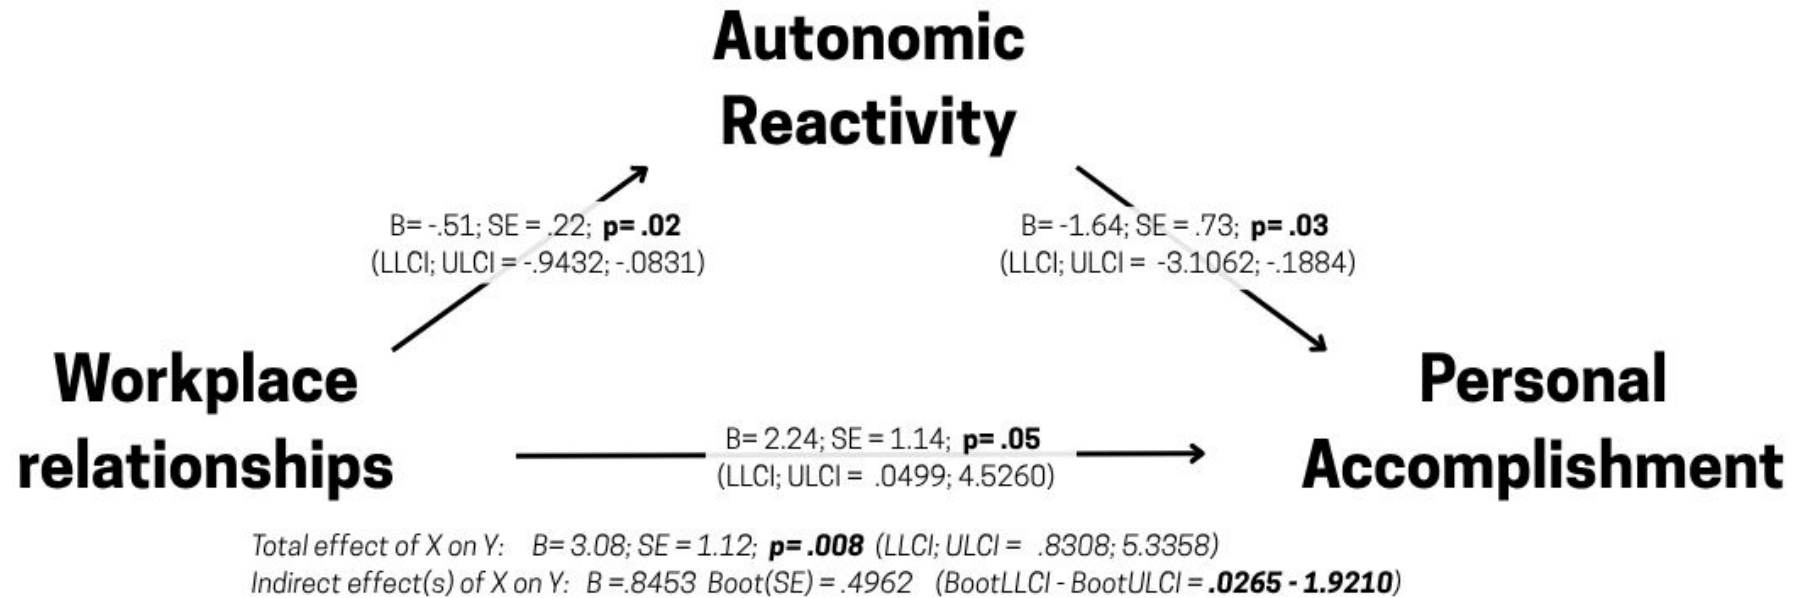 Autonomic
Reactivity
B= -.51; SE = .22; p= .02
(LLCI; ULCI = -.9432; -.0831)
B= -1.64; SE = .73; p= .03
(LLCI; ULCI = -3.1062; -.1884)
Workplace
relationships
B= 2.24; SE = 1.14; p= .05
(LLCI; ULCI = .0499; 4.5260)
Personal
Accomplishment
Total effect of X on Y: B= 3.08; SE = 1.12; p= .008 (LLCI; ULCI = .8308; 5.3358)
Indirect effect(s) of X on Y: B =.8453 Boot(SE) = .4962 (BootLLCI - BootULCI = .0265 - 1.9210)